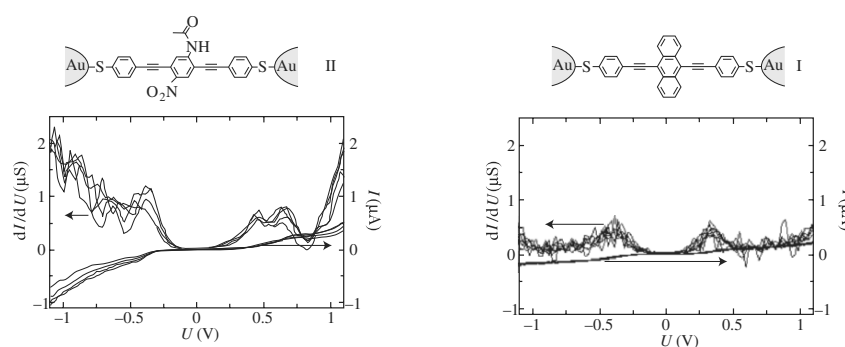 O
NH
Au S S Au II
O₂N
2 2
1 1
0 0
−1 −1
dI/dU(μS)
I (μA)
−1 −0.5 0 0.5 1
U (V)
Au S S Au I
2 2
1 1
0 0
−1 −1
dI/dU(μS)
I (μA)
−1 −0.5 0 0.5 1
U (V)